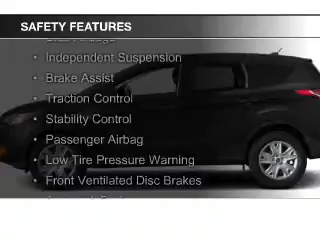 SAFETY FEATURES
• Independent Suspension
• Brake Assist
• Traction Control
• Stability Control
• Passenger Airbag
• Low Tire Pressure Warning
• Front Ventilated Disc Brakes